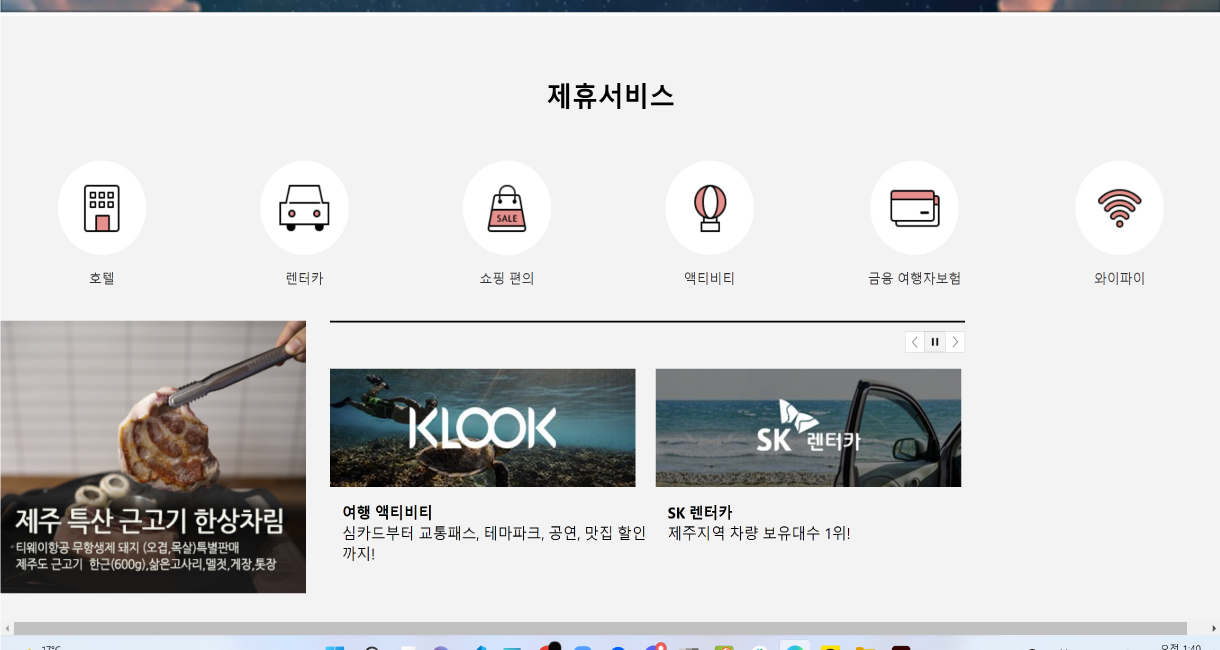 제휴서비스
SALE
호텔
렌터카
쇼핑 편의
액티비티
금융 여행자보험
와이파이
제주 특산 근고기 한상차림
티웨이항공 무항생제 돼지 (오겹,목살)특별판매
제주도 근고기 한근(600g),삶은고사리,멜젓,게장,톳장
KLOOK
여행 액티비티
심카드부터 교통패스, 테마파크, 공연, 맛집 할인
까지!
SK 렌터카
SK 렌터카
제주지역 차량 보유대수 1위!
17°C
오전 1:40